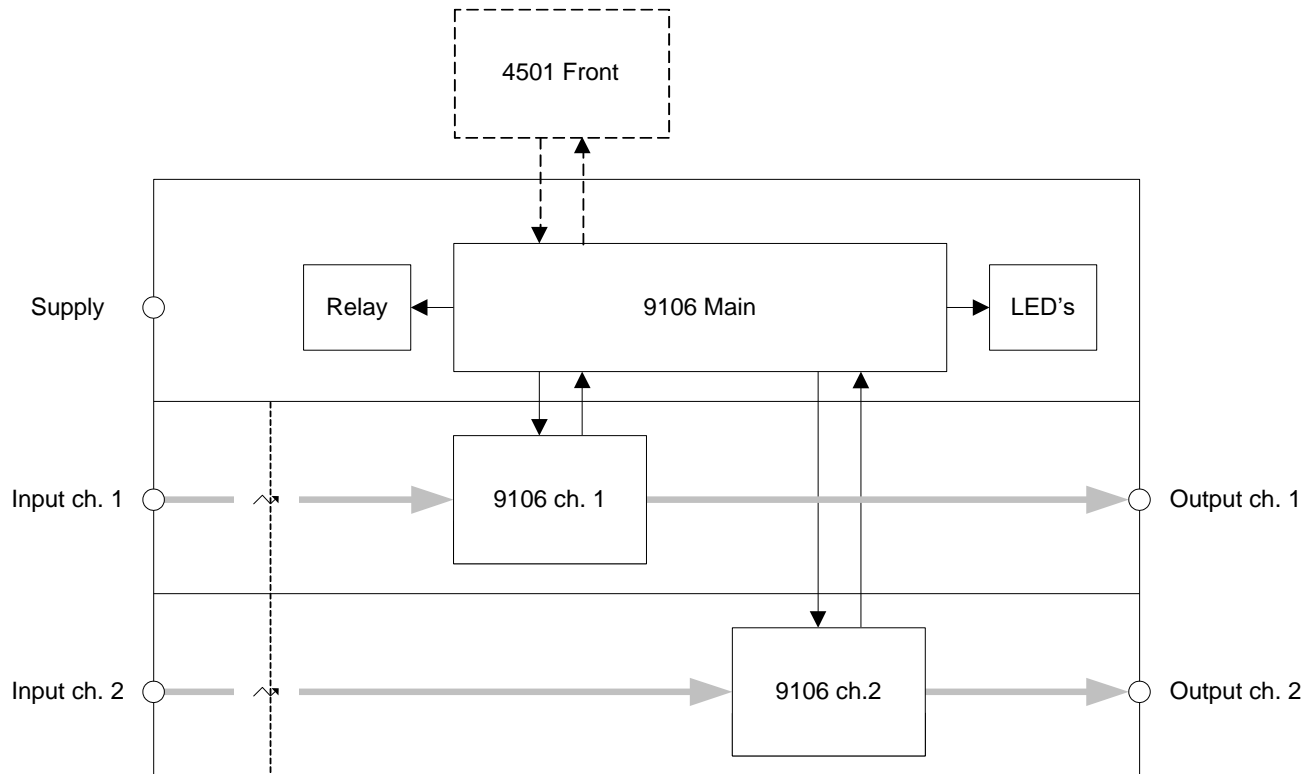 4501 Front
Supply
Relay
9106 Main
LED's
Input ch. 1
9106 ch. 1
Output ch. 1
Input ch. 2
9106 ch.2
Output ch. 2